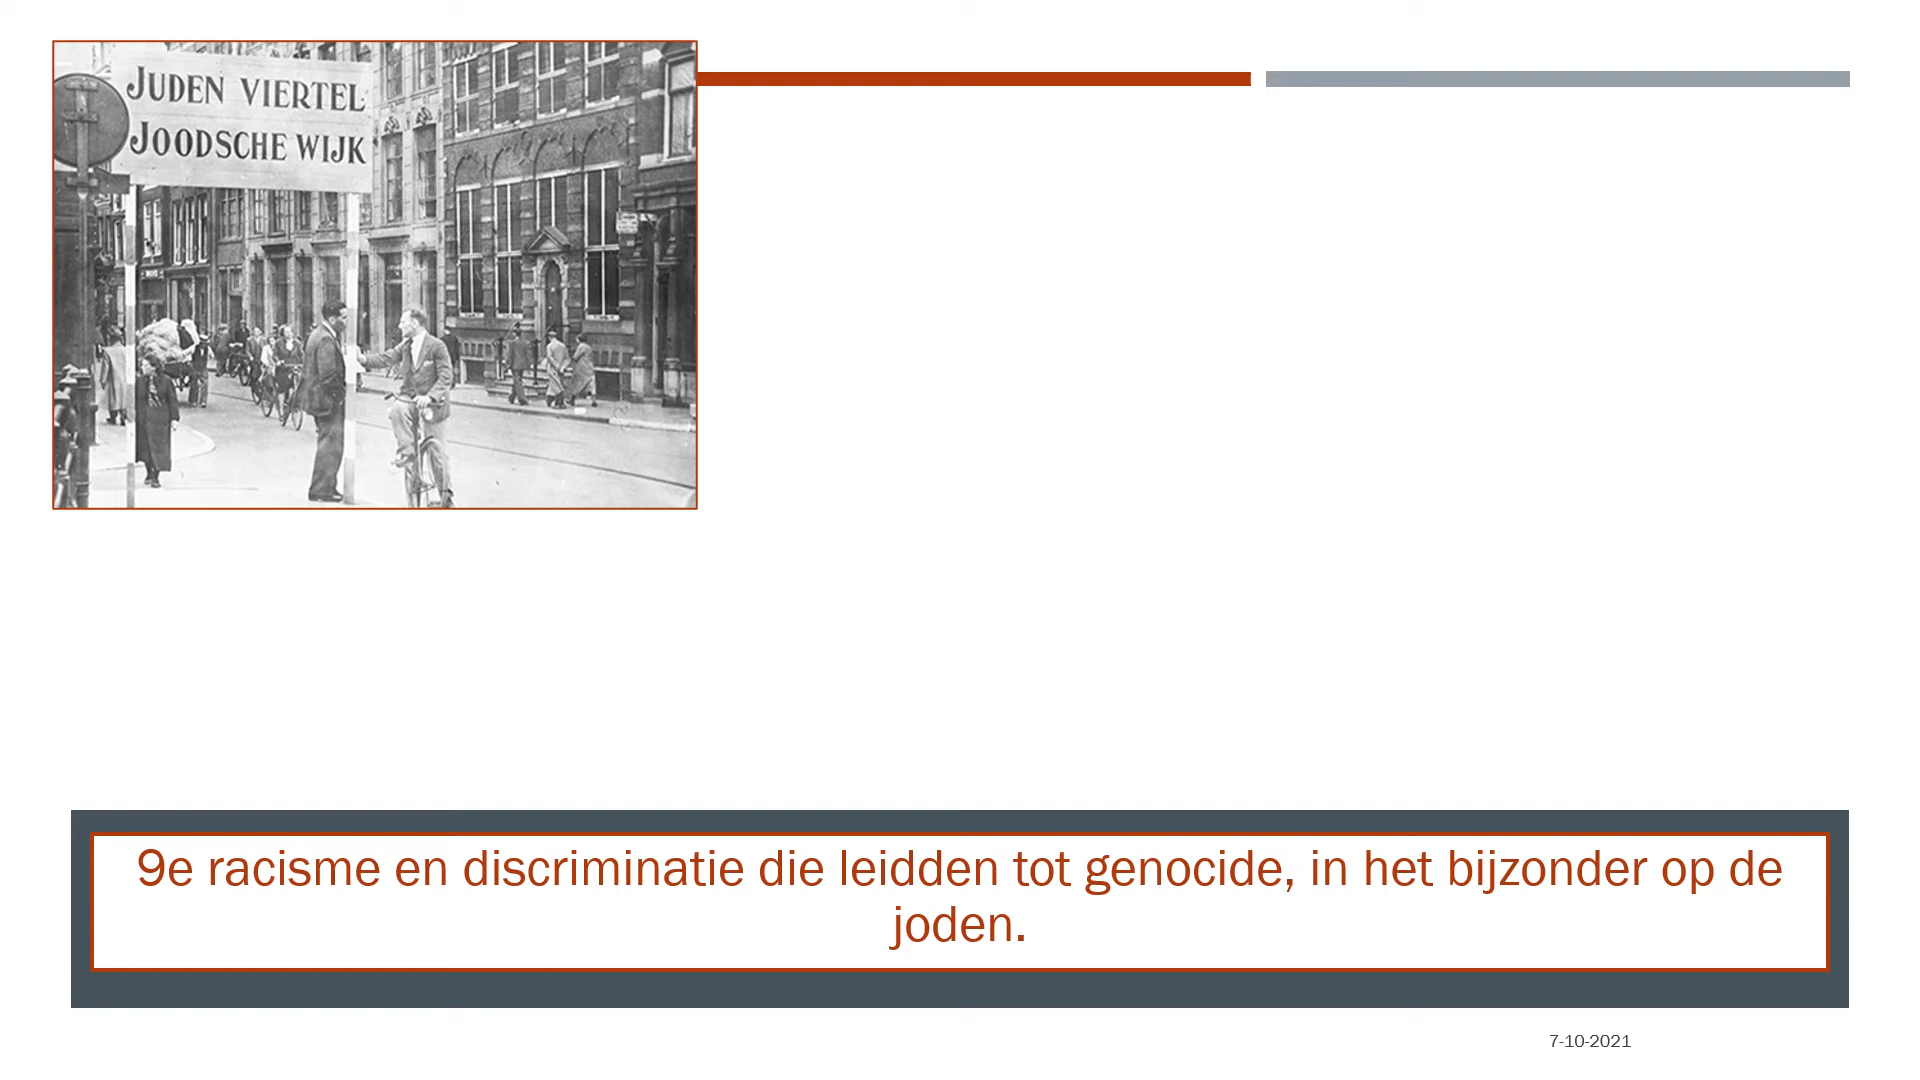 JUDEN VIERTEL
JOODSCHE WIJK
9e racisme en discriminatie die leidden tot genocide, in het bijzonder op de
joden.
7-10-2021